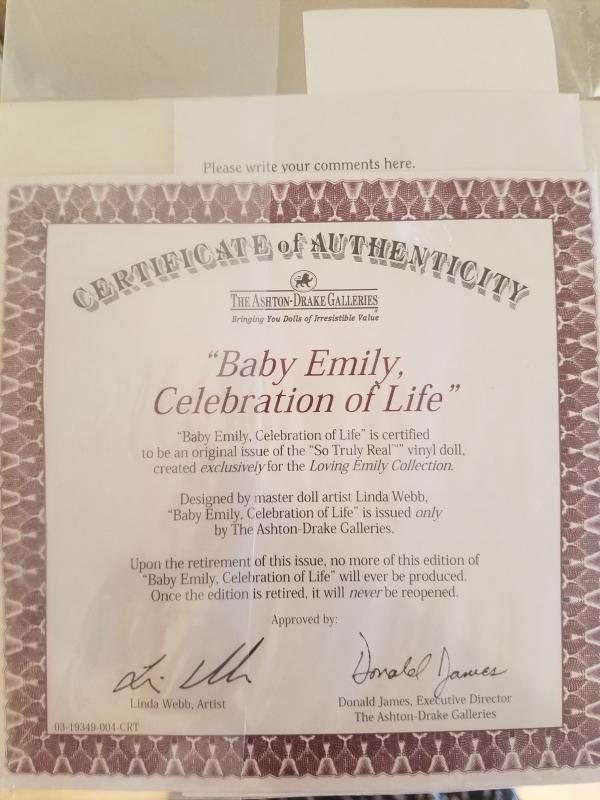 Please write your comments here.
CERTIFICATE of AUTHENTICITY
THE ASHTON-DRAKE GALLERIES
Bringing You Dolls of Irresistible Value
“Baby Emily,
Celebration of Life”
“Baby Emily, Celebration of Life” is certified
to be an original issue of the “So Truly Real™” vinyl doll,
created exclusively for the Loving Emily Collection.
Designed by master doll artist Linda Webb,
“Baby Emily, Celebration of Life” is issued only
by The Ashton-Drake Galleries.
Upon the retirement of this issue, no more of this edition of
“Baby Emily, Celebration of Life” will ever be produced.
Once the edition is retired, it will never be reopened.
Approved by:
Donald James
Linda Webb, Artist
Donald James, Executive Director
The Ashton-Drake Galleries
03-19349-004-CRT